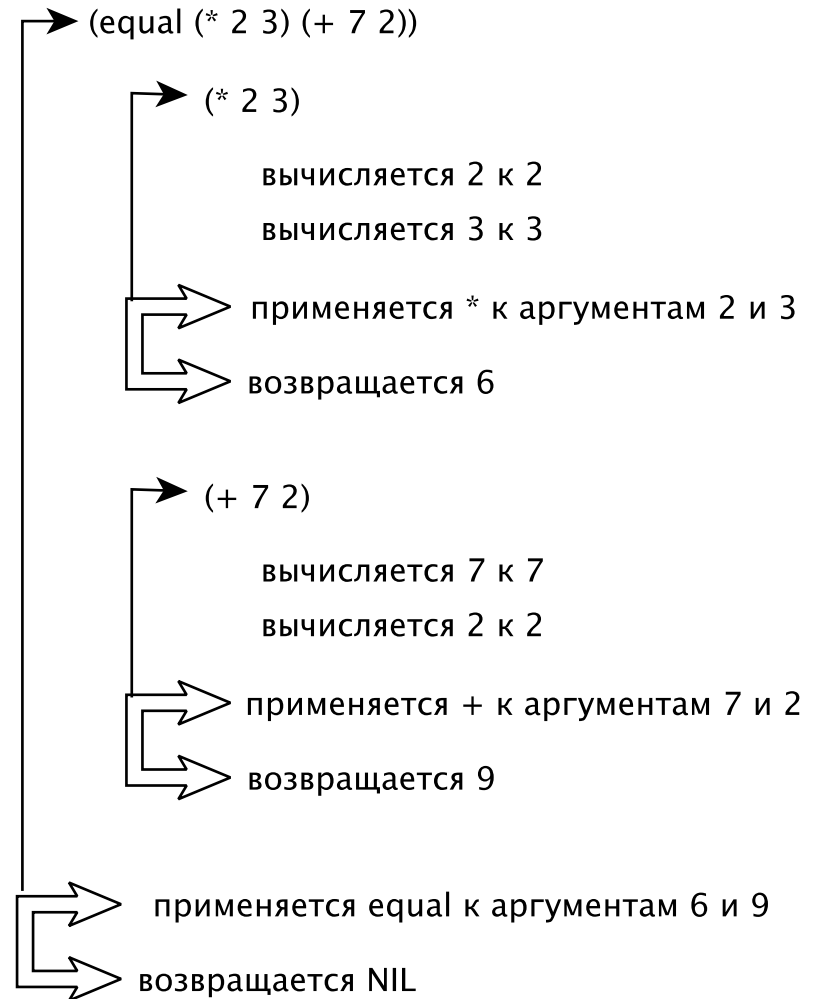 (equal (* 2 3) (+ 7 2))
(* 2 3)
вычисляется 2 к 2
вычисляется 3 к 3
применяется * к аргументам 2 и 3
возвращается 6
(+ 7 2)
вычисляется 7 к 7
вычисляется 2 к 2
применяется + к аргументам 7 и 2
возвращается 9
применяется equal к аргументам 6 и 9
возвращается NIL